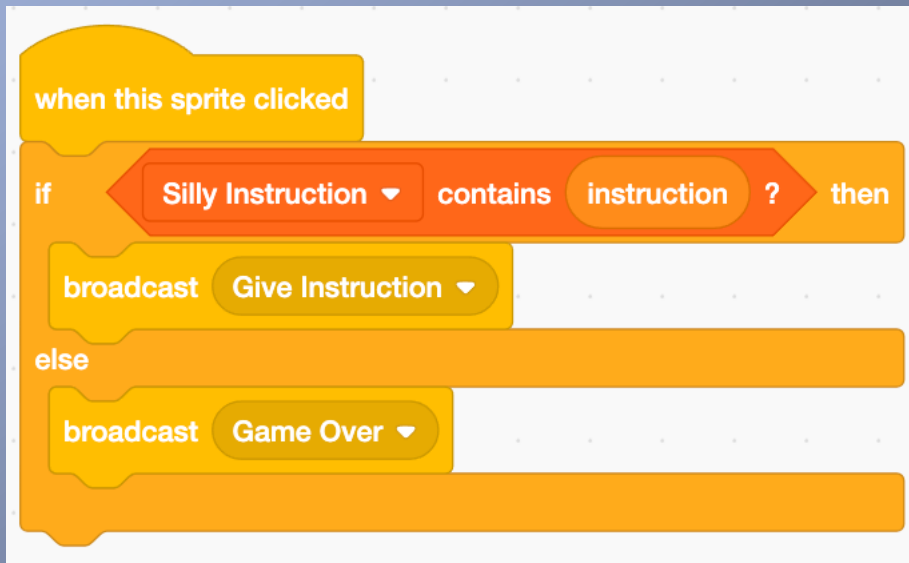 when this sprite clicked
if Silly Instruction contains instruction ? then
broadcast Give Instruction
else
broadcast Game Over